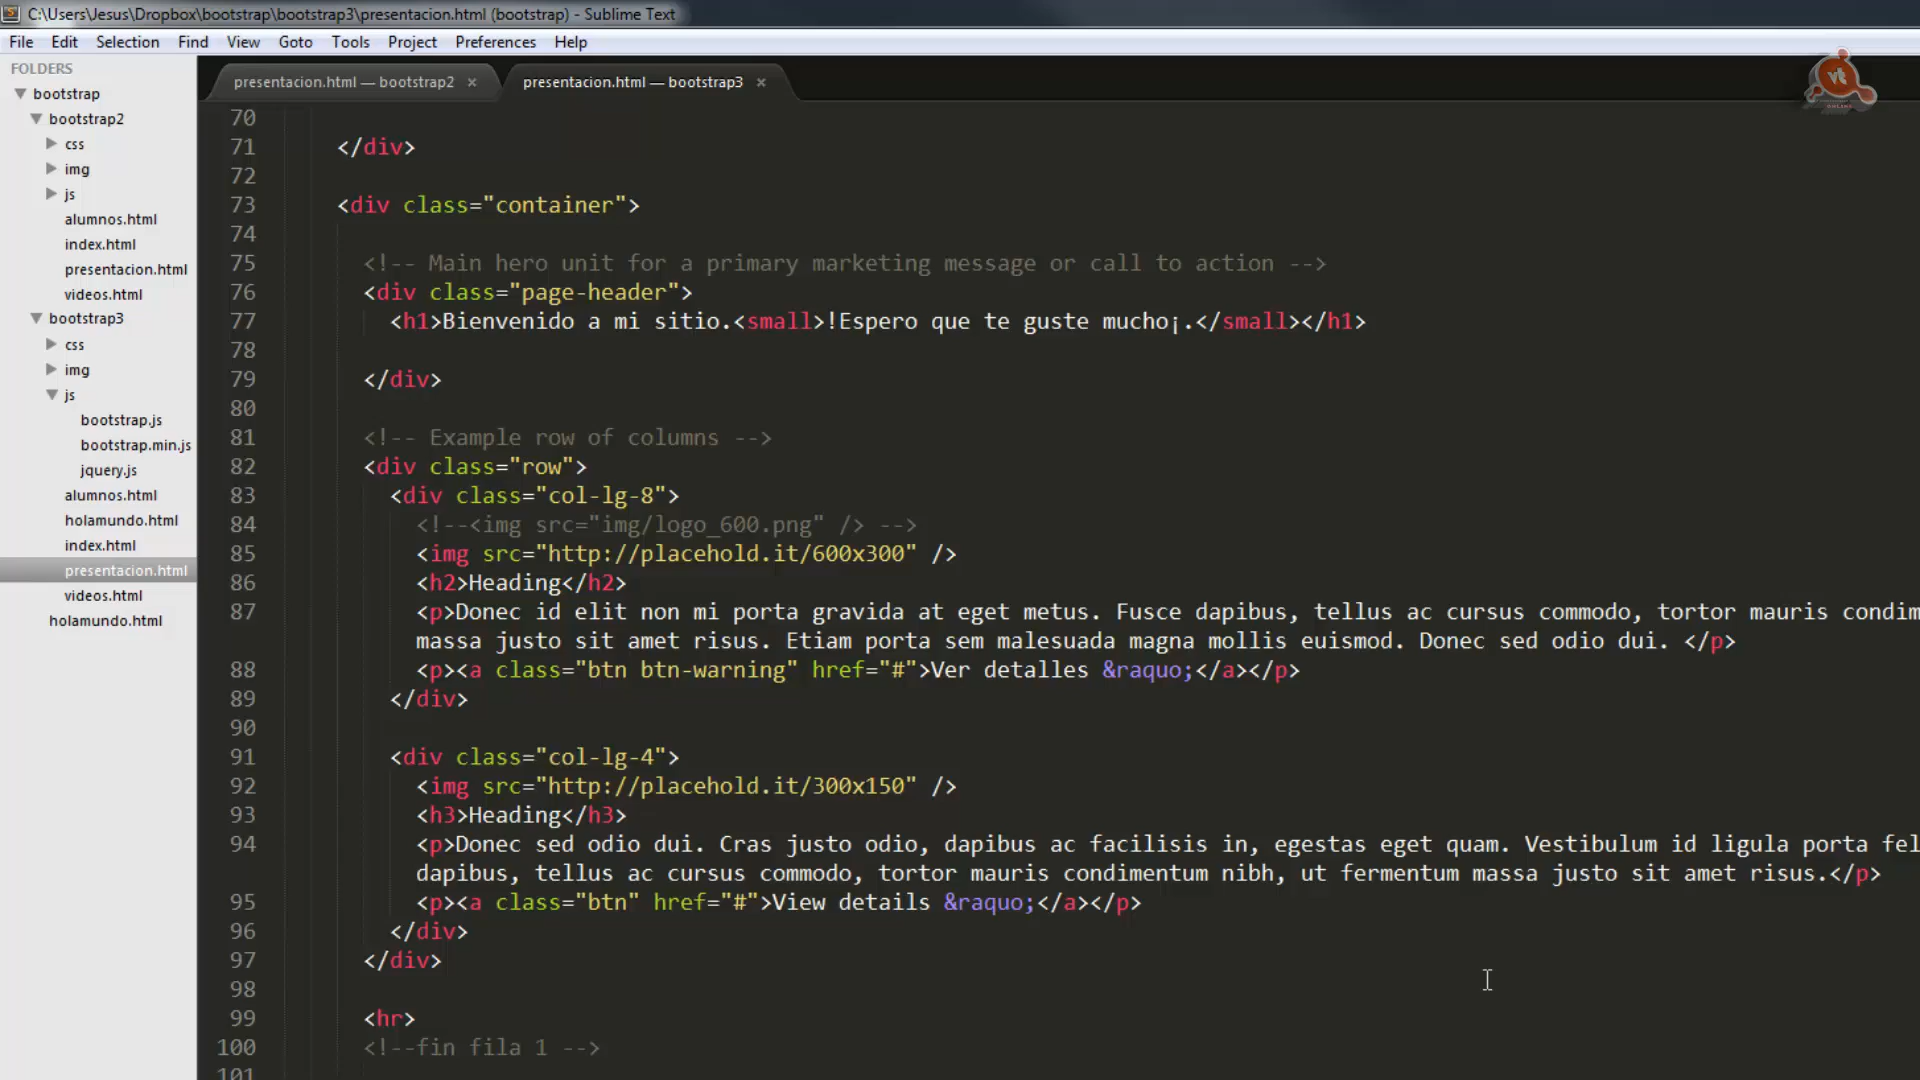 C:\Users\Jesus\Dropbox\bootstrap\bootstrap3\presentacion.html (bootstrap) - Sublime Text
File Edit Selection Find View Goto Tools Project Preferences Help
FOLDERS
bootstrap
bootstrap2
css
img
js
alumnos.html
index.html
presentacion.html
videos.html
bootstrap3
css
img
js
bootstrap.js
bootstrap.min.js
jquery.js
alumnos.html
holamundo.html
index.html
presentacion.html
videos.html
holamundo.html
presentacion.html — bootstrap2 ×
presentacion.html — bootstrap3 ×
70
71 </div>
72
73 <div class="container">
74
75 <!-- Main hero unit for a primary marketing message or call to action -->
76 <div class="page-header">
77 <h1>Bienvenido a mi sitio.<small>!Espero que te guste mucho¡.</small></h1>
78
79 </div>
80
81 <!-- Example row of columns -->
82 <div class="row">
83 <div class="col-lg-8">
84 <!--<img src="img/logo_600.png" /> -->
85 <img src="http://placehold.it/600x300" />
86 <h2>Heading</h2>
87 <p>Donec id elit non mi porta gravida at eget metus. Fusce dapibus, tellus ac cursus commodo, tortor mauris condim
massa justo sit amet risus. Etiam porta sem malesuada magna mollis euismod. Donec sed odio dui. </p>
88 <p><a class="btn btn-warning" href="#">Ver detalles &raquo;</a></p>
89 </div>
90
91 <div class="col-lg-4">
92 <img src="http://placehold.it/300x150" />
93 <h3>Heading</h3>
94 <p>Donec sed odio dui. Cras justo odio, dapibus ac facilisis in, egestas eget quam. Vestibulum id ligula porta fel
dapibus, tellus ac cursus commodo, tortor mauris condimentum nibh, ut fermentum massa justo sit amet risus.</p>
95 <p><a class="btn" href="#">View details &raquo;</a></p>
96 </div>
97 </div>
98
99 <hr>
100 <!--fin fila 1 -->
101
vt
ONLINE